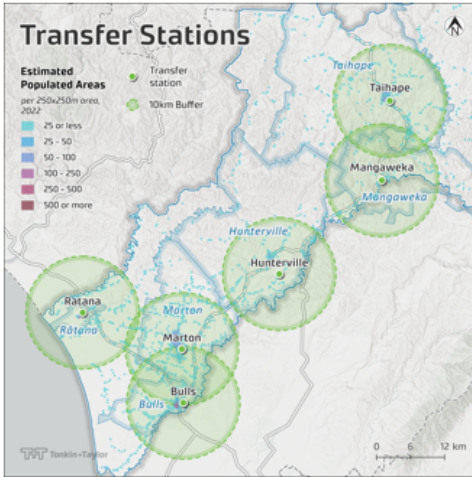 Transfer Stations
Estimated
Populated Areas
per 250x250m area,
2022
25 or less
25 - 50
50 - 100
100 - 250
250 - 500
500 or more
Transfer
station
10km Buffer
N
Taihape
Taihape
Mangaweka
Mangaweka
Hunterville
Hunterville
Rātana
Rātana
Marton
Marton
Bulls
Bulls
T+T Tonkin+Taylor
0 6 12 km